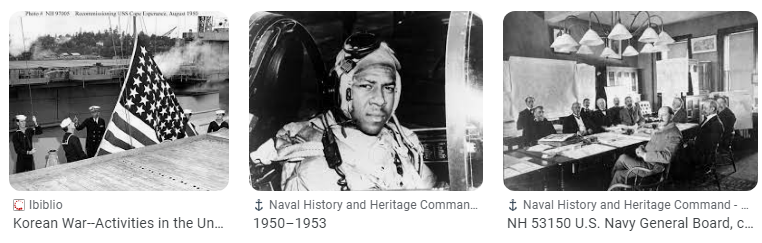 Photo # NH 97005 Recommissioning USS Cape Esperance, August 1950
Ibiblio
Korean War--Activities in the Un...
Naval History and Heritage Comman...
1950–1953
Naval History and Heritage Command - ...
NH 53150 U.S. Navy General Board, c...